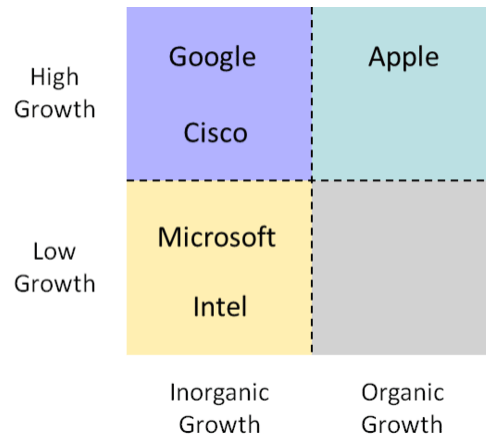 High
Growth
Google
Apple
Cisco
Low
Growth
Microsoft
Intel
Inorganic
Growth
Organic
Growth